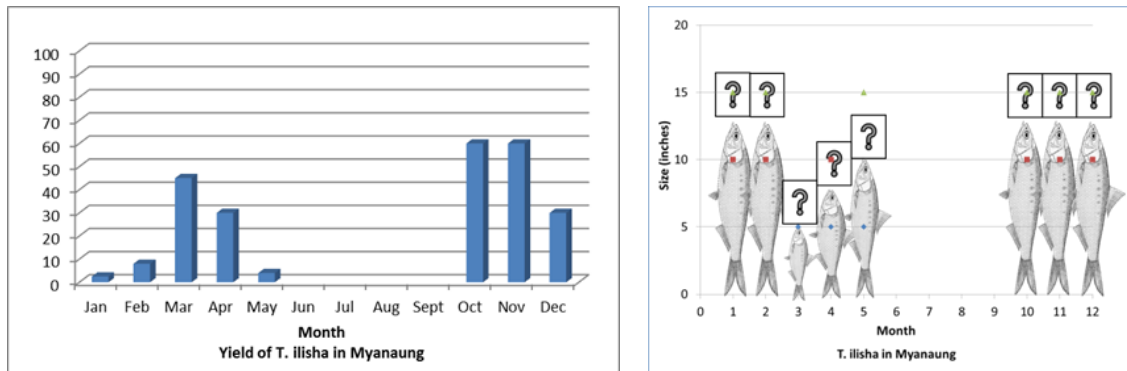 100
90
80
70
60
50
40
30
20
10
0
Jan Feb Mar Apr May Jun Jul Aug Sept Oct Nov Dec
Month
Yield of T. ilisha in Myanaung
20
15
10
5
0
Size (inches)
? ? ? ? ? ? ? ?
0 1 2 3 4 5 6 7 8 9 10 11 12
Month
T. ilisha in Myanaung